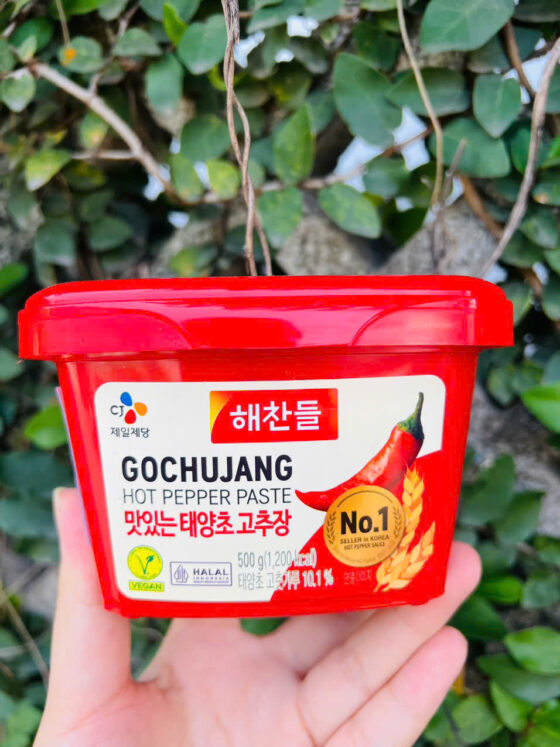 CJ
제일제당
해찬들
GOCHUJANG
HOT PEPPER PASTE
맛있는 태양초 고추장
No.1
SELLER in KOREA
HOT PEPPER SAUCE
VEGAN
HALAL
INDONESIA
500 g(1,200 kcal)
태양초 고춧가루 10.1 %